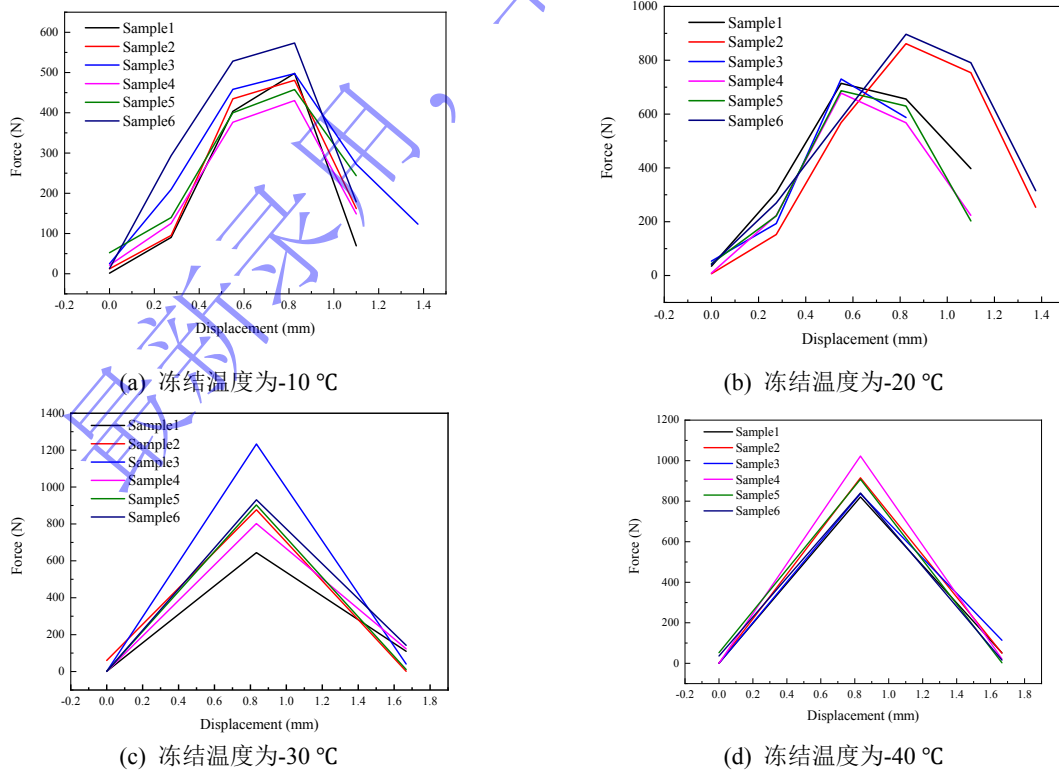 600
500
400
300
200
100
0
Force (N)
Sample1
Sample2
Sample3
Sample4
Sample5
Sample6
-0.2 0.0 0.2 0.4 0.6 0.8 1.0 1.2 1.4
Displacement (mm)
(a) 冻结温度为-10 ℃
1000
800
600
400
200
0
Force (N)
Sample1
Sample2
Sample3
Sample4
Sample5
Sample6
-0.2 0.0 0.2 0.4 0.6 0.8 1.0 1.2 1.4
Displacement (mm)
(b) 冻结温度为-20 ℃
1400
1200
1000
800
600
400
200
0
Force (N)
Sample1
Sample2
Sample3
Sample4
Sample5
Sample6
-0.2 0.0 0.2 0.4 0.6 0.8 1.0 1.2 1.4 1.6 1.8
Displacement (mm)
(c) 冻结温度为-30 ℃
1200
1000
800
600
400
200
0
Force (N)
Sample1
Sample2
Sample3
Sample4
Sample5
Sample6
-0.2 0.0 0.2 0.4 0.6 0.8 1.0 1.2 1.4 1.6 1.8
Displacement (mm)
(d) 冻结温度为-40 ℃
最新录用，